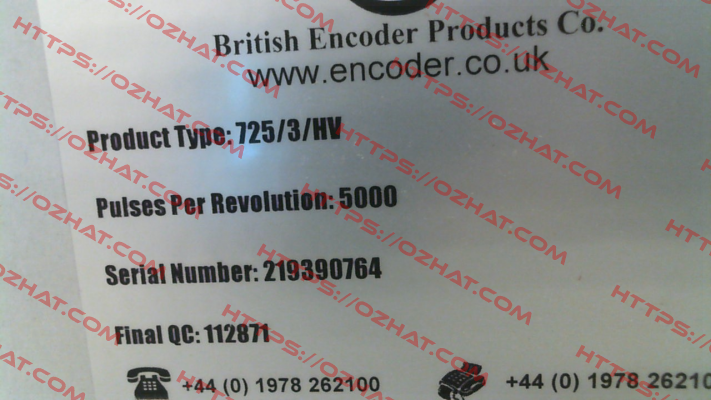 British Encoder Products Co.
www.encoder.co.uk
Product Type: 725/3/HV
Pulses Per Revolution: 5000
Serial Number: 219390764
Final QC: 112871
+44 (0) 1978 262100
+44 (0) 1978 26210
HTTPS://OZHAT.COM